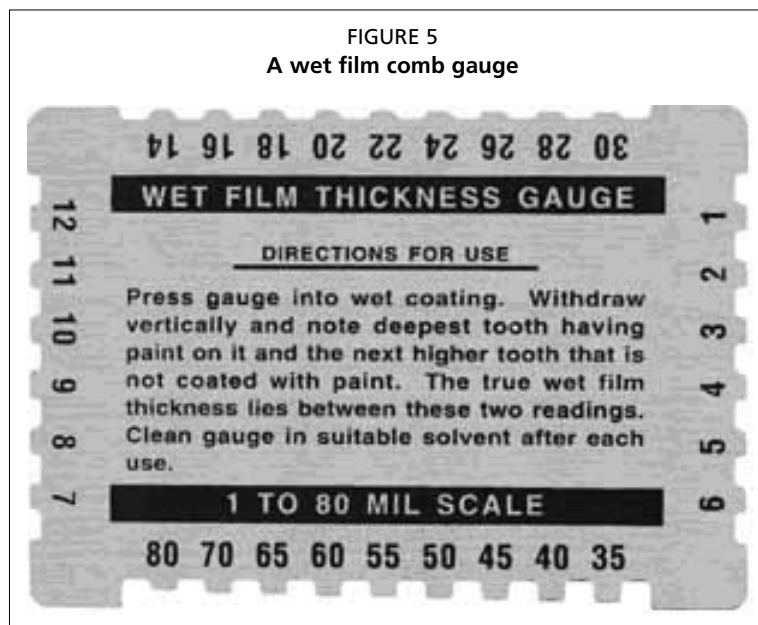 FIGURE 5
A wet film comb gauge
14 16 18 20 22 24 26 28 30
WET FILM THICKNESS GAUGE
12
11
10
9
8
7
DIRECTIONS FOR USE
Press gauge into wet coating. Withdraw
vertically and note deepest tooth having
paint on it and the next higher tooth that is
not coated with paint. The true wet film
thickness lies between these two readings.
Clean gauge in suitable solvent after each
use.
1
2
3
4
5
6
1 TO 80 MIL SCALE
80 70 65 60 55 50 45 40 35